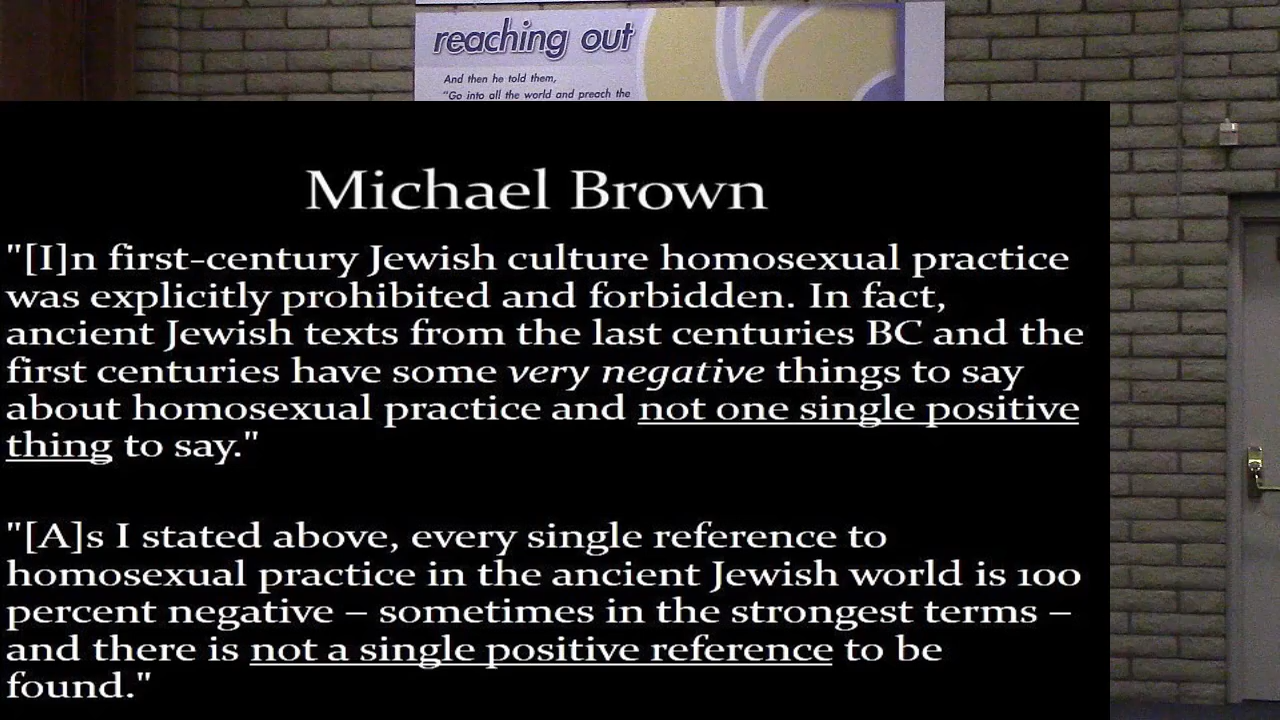 reaching out
And then he told them,
"Go into all the world and preach the
Michael Brown
"[I]n first-century Jewish culture homosexual practice
was explicitly prohibited and forbidden. In fact,
ancient Jewish texts from the last centuries BC and the
first centuries have some very negative things to say
about homosexual practice and not one single positive
thing to say."
"[A]s I stated above, every single reference to
homosexual practice in the ancient Jewish world is 100
percent negative – sometimes in the strongest terms –
and there is not a single positive reference to be
found."